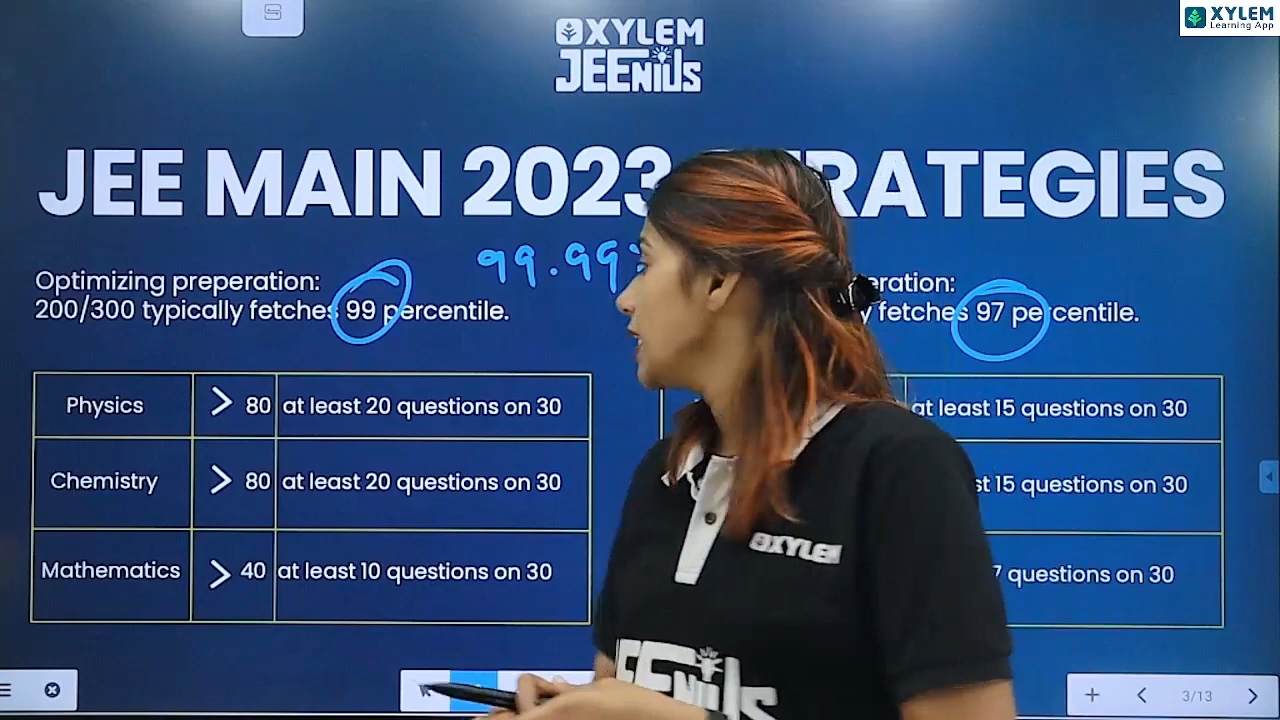 XYLEM
Learning App
XYLEM
JEENIUS
JEE MAIN 2023 STRATEGIES
99.99
Optimizing preperation:
200/300 typically fetches 99 percentile.
fetches 97 percentile.
Physics > 80 at least 20 questions on 30
Chemistry > 80 at least 20 questions on 30
Mathematics > 40 at least 10 questions on 30
at least 15 questions on 30
15 questions on 30
7 questions on 30
XYLEM
JEENIUS
3/13